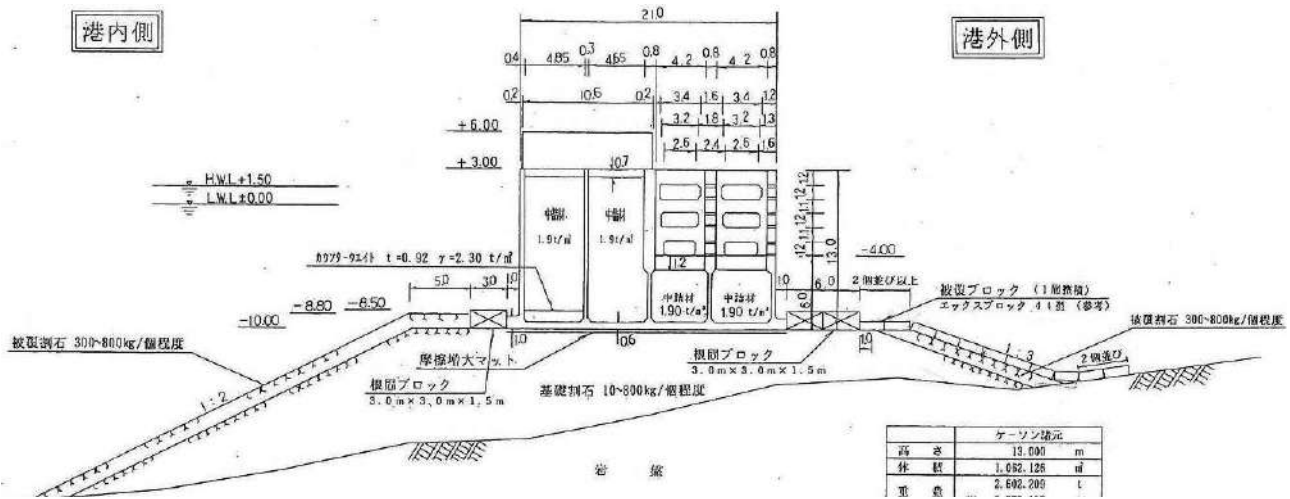 港内側
港外側
21.0
0.4 4.85 0.3 4.65 0.8 4.2 0.8 4.2 0.8
0.2 10.6 0.2 3.4 1.6 3.4 1.2
3.2 1.8 3.2 1.3
2.6 2.4 2.6 1.6
+6.00
+3.00
H.W.L+1.50
L.W.L±0.00
1.9t/㎥
1.9t/㎥
中詰材
1.90 t/㎥
中詰材
1.90 t/㎥
カウンターウエイト t=0.92 γ=2.30 t/㎥
5.0 3.0 1.0
-8.80 -8.50
-10.00
-4.00
13.0
6.0
1.0 6.0 2個並び以上
被覆ブロック (1層整積)
被覆割石 300~800kg/個程度
被覆割石 300~800kg/個程度
1:2
1:3
2個並び
摩擦増大マット
1.0
0.6
1.0
根固ブロック
3.0m×3.0m×1.5m
根固ブロック
3.0m×3.0m×1.5m
基礎割石 10~800kg/個程度
岩盤
ケーソン諸元
高さ 13.000 m
体積 1,062.126 ㎥
重量 2,602.209 t